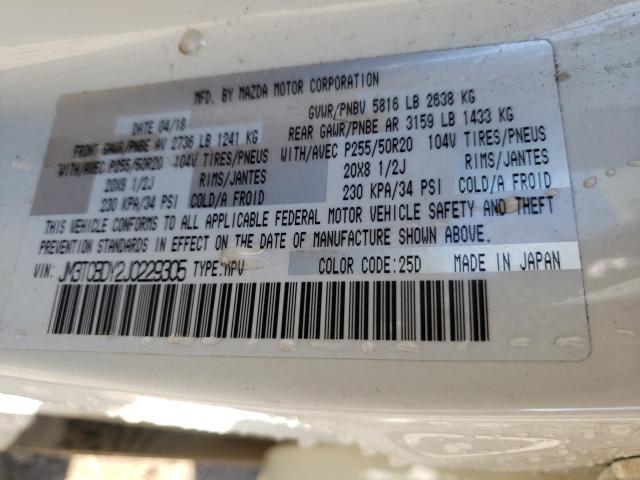 MFD. BY MAZDA MOTOR CORPORATION
DATE 04/18
GVWR/PNBV 5816 LB 2638 KG
FRONT GAWR/PNBE AV 2736 LB 1241 KG
REAR GAWR/PNBE AR 3159 LB 1433 KG
WITH/AVEC P255/50R20 104V TIRES/PNEUS
WITH/AVEC P255/50R20 104V TIRES/PNEUS
20X8 1/2J RIMS/JANTES
20X8 1/2J RIMS/JANTES
230 KPA/34 PSI COLD/A FROID
230 KPA/34 PSI COLD/A FROID
THIS VEHICLE CONFORMS TO ALL APPLICABLE FEDERAL MOTOR VEHICLE SAFETY AND THEFT
PREVENTION STANDARDS IN EFFECT ON THE DATE OF MANUFACTURE SHOWN ABOVE.
VIN: JM3TCBDY2J0229305 TYPE:MPV COLOR CODE:25D MADE IN JAPAN